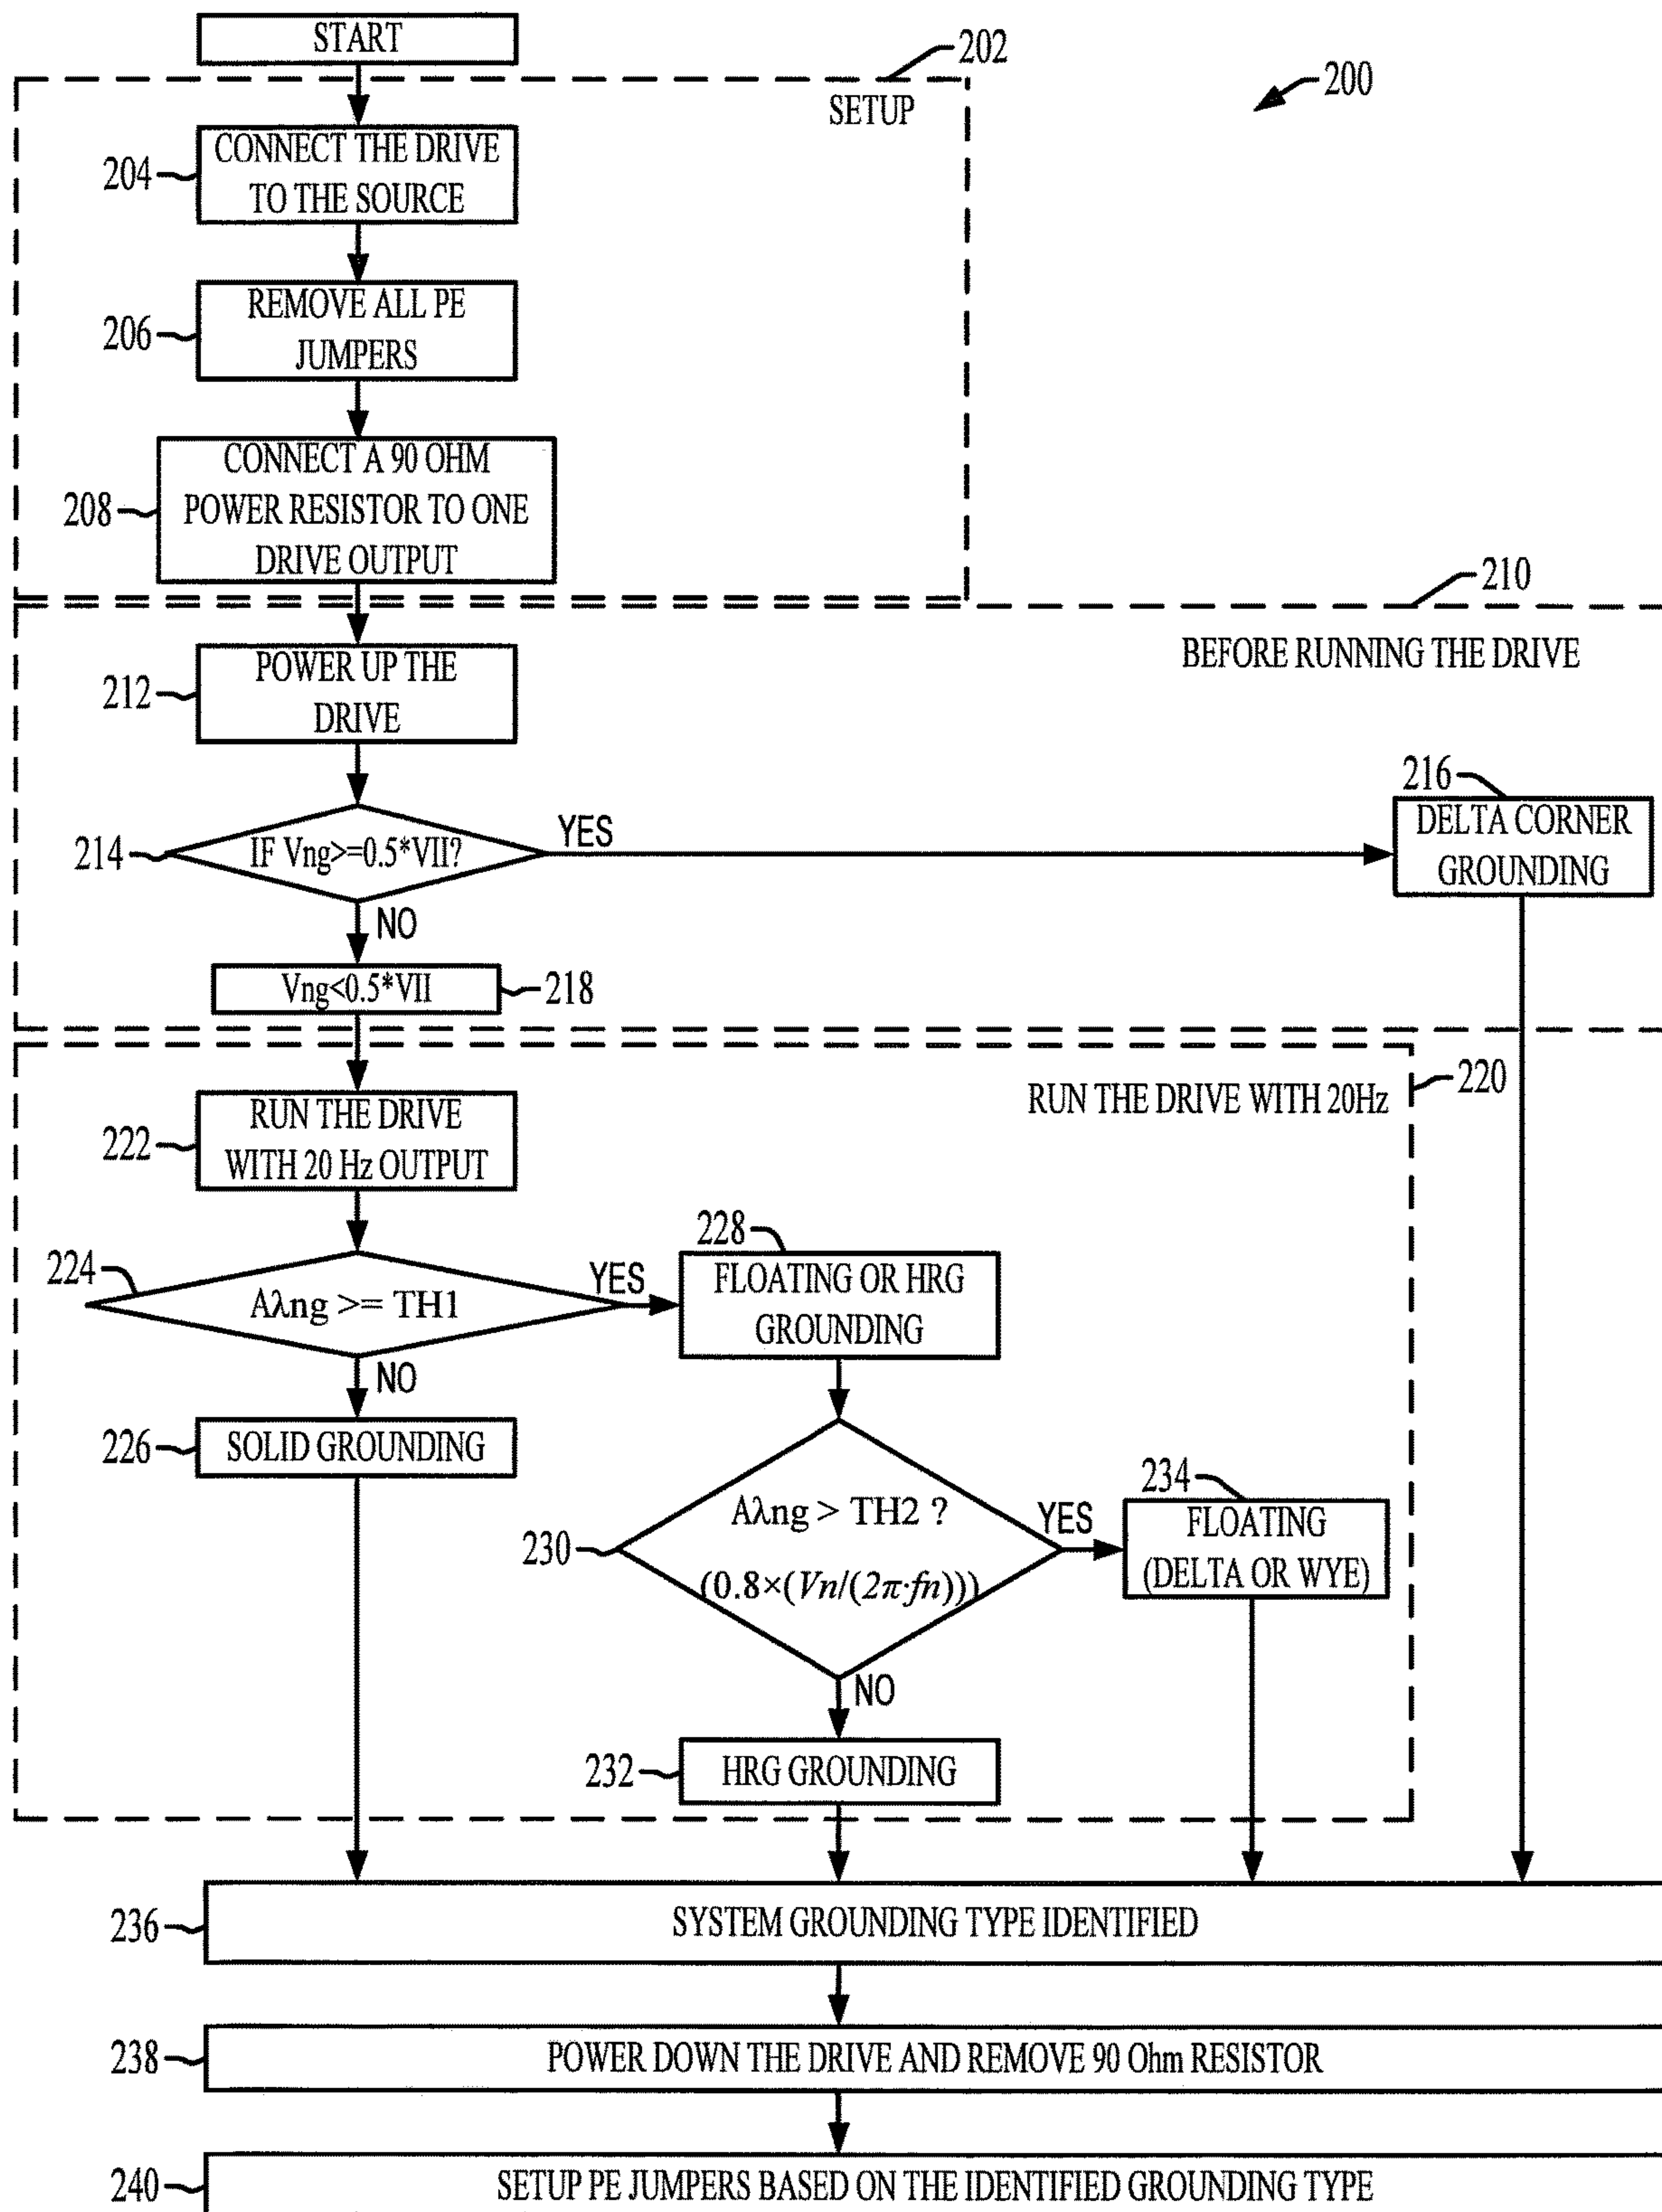 START
202
200
SETUP
204
CONNECT THE DRIVE
TO THE SOURCE
206
REMOVE ALL PE
JUMPERS
208
CONNECT A 90 OHM
POWER RESISTOR TO ONE
DRIVE OUTPUT
210
BEFORE RUNNING THE DRIVE
212
POWER UP THE
DRIVE
214
IF Vng>=0.5*VII?
YES
216
DELTA CORNER
GROUNDING
NO
Vng<0.5*VII
218
220
RUN THE DRIVE WITH 20Hz
222
RUN THE DRIVE
WITH 20 Hz OUTPUT
224
Aλng >= TH1
YES
228
FLOATING OR HRG
GROUNDING
NO
226
SOLID GROUNDING
230
Aλng > TH2 ?
(0.8×(Vn/(2π·fn)))
YES
234
FLOATING
(DELTA OR WYE)
NO
232
HRG GROUNDING
236
SYSTEM GROUNDING TYPE IDENTIFIED
238
POWER DOWN THE DRIVE AND REMOVE 90 Ohm RESISTOR
240
SETUP PE JUMPERS BASED ON THE IDENTIFIED GROUNDING TYPE